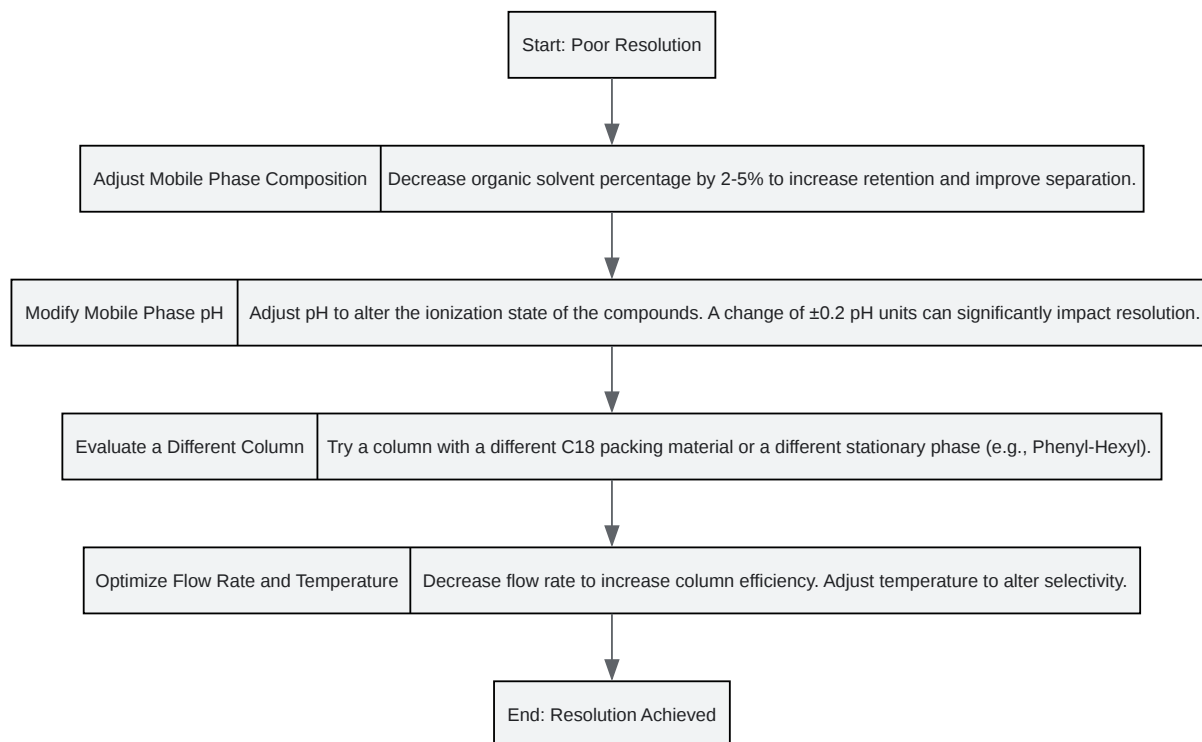 Start: Poor Resolution
Adjust Mobile Phase Composition
Decrease organic solvent percentage by 2-5% to increase retention and improve separation.
Modify Mobile Phase pH
Adjust pH to alter the ionization state of the compounds. A change of ±0.2 pH units can significantly impact resolution.
Evaluate a Different Column
Try a column with a different C18 packing material or a different stationary phase (e.g., Phenyl-Hexyl).
Optimize Flow Rate and Temperature
Decrease flow rate to increase column efficiency. Adjust temperature to alter selectivity.
End: Resolution Achieved